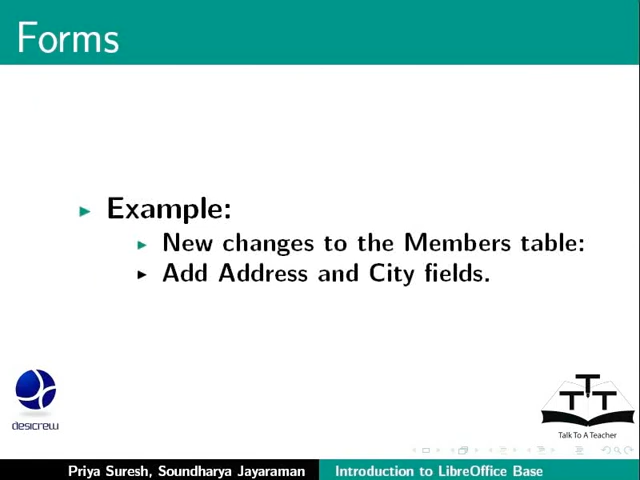 Forms
Example:
New changes to the Members table:
Add Address and City fields.
desicrew
TTT
Talk To A Teacher
Priya Suresh, Soundharya Jayaraman
Introduction to LibreOffice Base